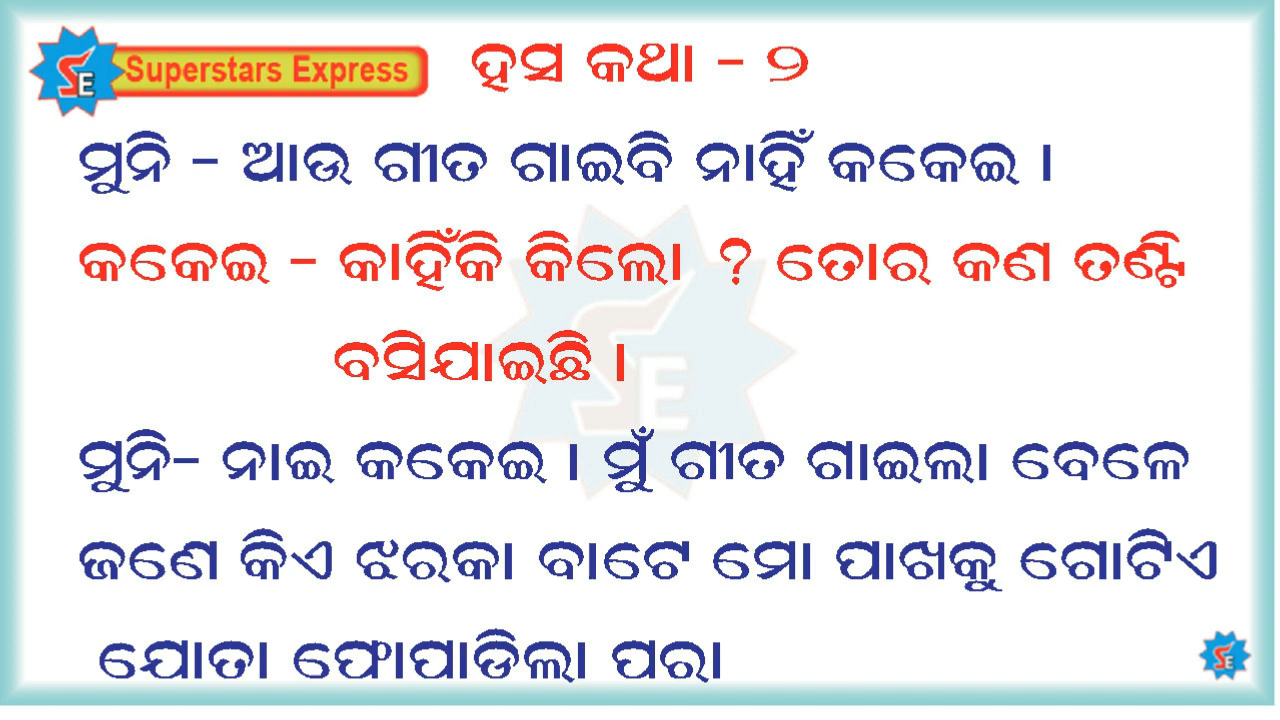 Superstars Express ହସ କଥା - ୨
ମୁନି - ଆଉ ଗୀତ ଗାଇବି ନାହିଁ କକେଇ ।
କକେଇ - କାହିଁକି କିଲୋ ? ତୋର କଣ ତଣ୍ଟି
ବସିଯାଇଛି ।
ମୁନି- ନାଇ କକେଇ । ମୁଁ ଗୀତ ଗାଇଲା ବେଳେ
ଜଣେ କିଏ ଝରକା ବାଟେ ମୋ ପାଖକୁ ଗୋଟିଏ
ଯୋତା ଫୋପାଡିଲା ପରା